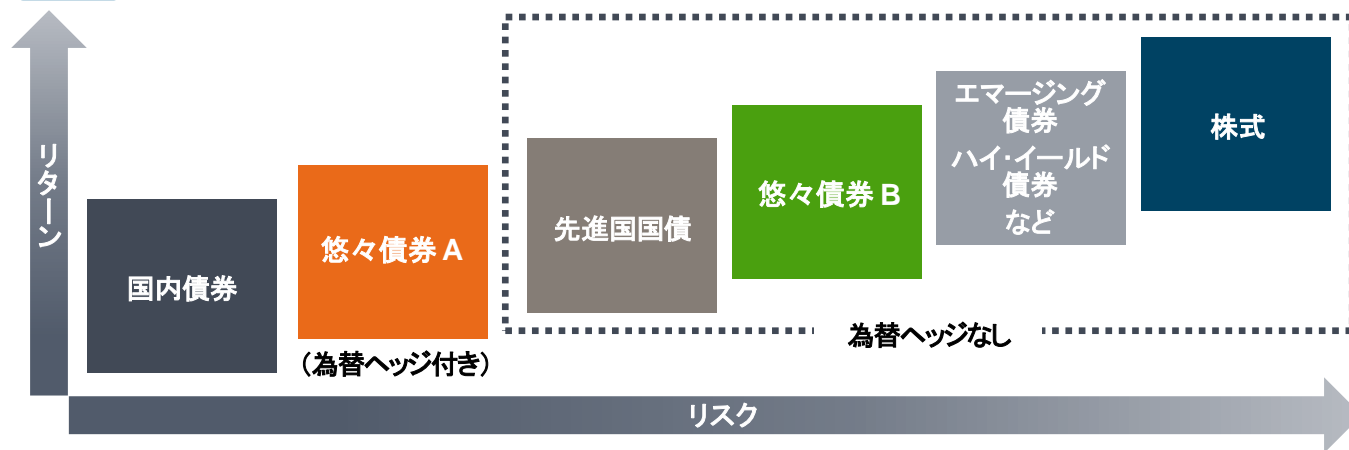 リターン
国内債券
悠々債券 A
(為替ヘッジ付き)
先進国国債
悠々債券 B
エマージング
債券
ハイ・イールド
債券
など
株式
為替ヘッジなし
リスク